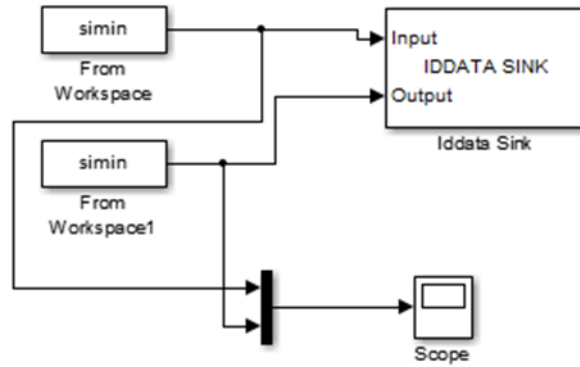 simin
From
Workspace
Input
IDDATA SINK
Output
Iddata Sink
simin
From
Workspace1
Scope